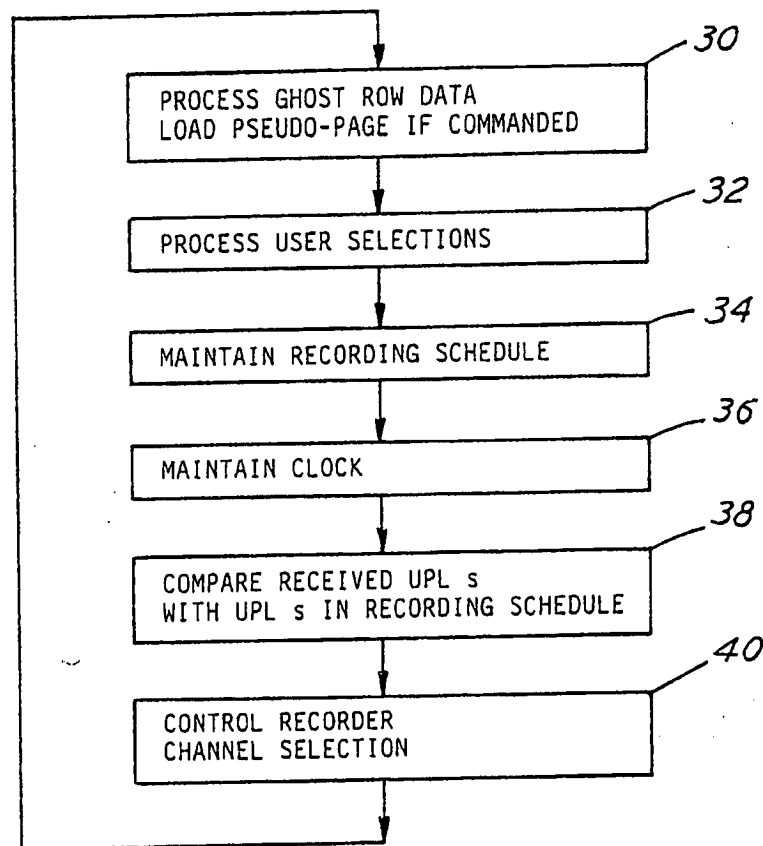 30
PROCESS GHOST ROW DATA
LOAD PSEUDO-PAGE IF COMMANDED
32
PROCESS USER SELECTIONS
34
MAINTAIN RECORDING SCHEDULE
36
MAINTAIN CLOCK
38
COMPARE RECEIVED UPL s
WITH UPL s IN RECORDING SCHEDULE
40
CONTROL RECORDER
CHANNEL SELECTION